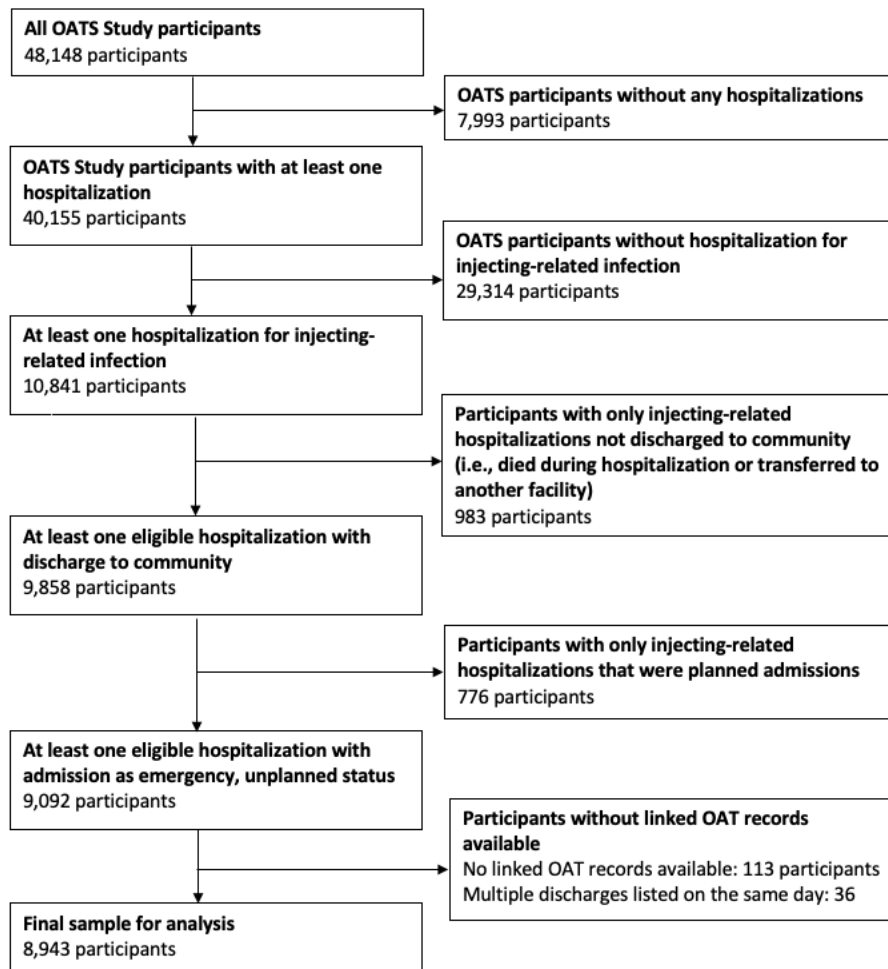 All OATS Study participants
48,148 participants
OATS participants without any hospitalizations
7,993 participants
OATS Study participants with at least one
hospitalization
40,155 participants
OATS participants without hospitalization for
injecting-related infection
29,314 participants
At least one hospitalization for injecting-
related infection
10,841 participants
Participants with only injecting-related
hospitalizations not discharged to community
(i.e., died during hospitalization or transferred to
another facility)
983 participants
At least one eligible hospitalization with
discharge to community
9,858 participants
Participants with only injecting-related
hospitalizations that were planned admissions
776 participants
At least one eligible hospitalization with
admission as emergency, unplanned status
9,092 participants
Participants without linked OAT records
available
No linked OAT records available: 113 participants
Multiple discharges listed on the same day: 36
Final sample for analysis
8,943 participants